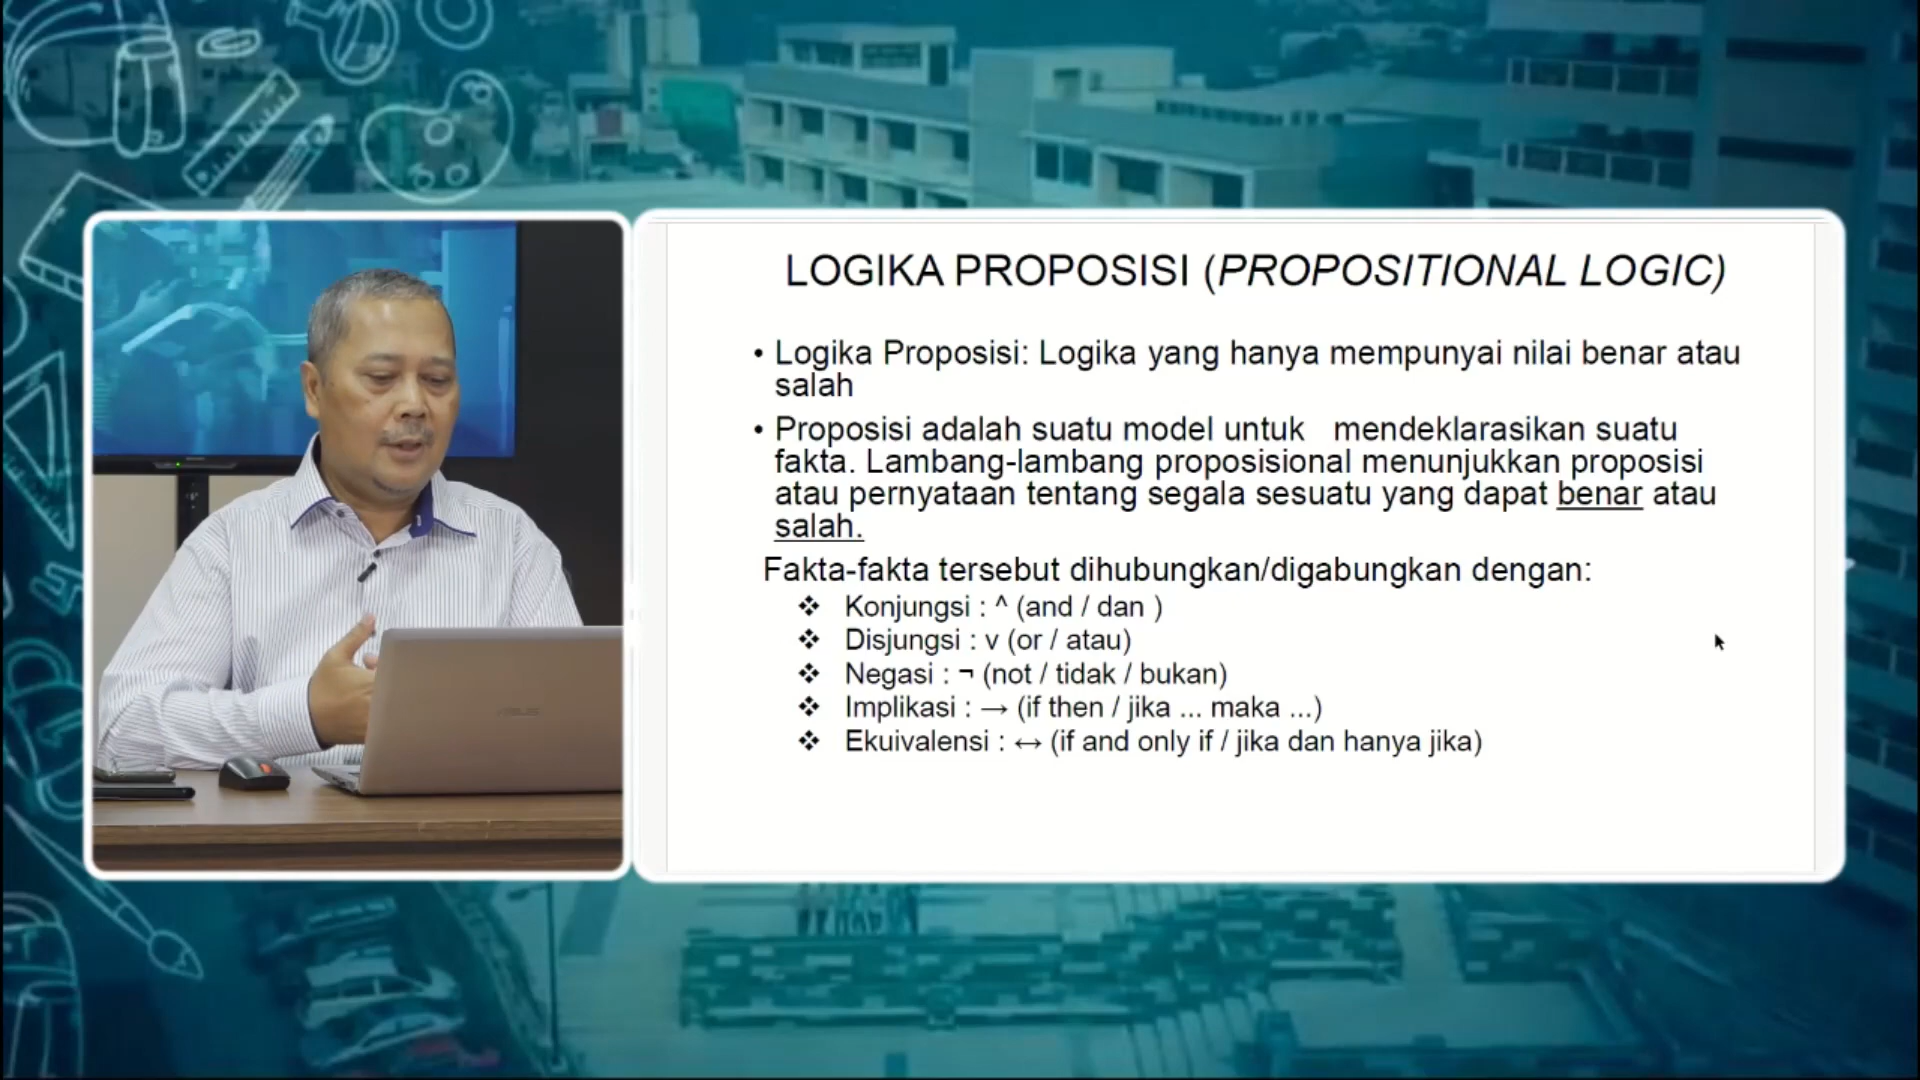 LOGIKA PROPOSISI (PROPOSITIONAL LOGIC)
• Logika Proposisi: Logika yang hanya mempunyai nilai benar atau
salah
• Proposisi adalah suatu model untuk mendeklarasikan suatu
fakta. Lambang-lambang proposisional menunjukkan proposisi
atau pernyataan tentang segala sesuatu yang dapat benar atau
salah.
Fakta-fakta tersebut dihubungkan/digabungkan dengan:
❖ Konjungsi : ^ (and / dan )
❖ Disjungsi : v (or / atau)
❖ Negasi : ¬ (not / tidak / bukan)
❖ Implikasi : → (if then / jika ... maka ...)
❖ Ekuivalensi : ↔ (if and only if / jika dan hanya jika)
ASUS